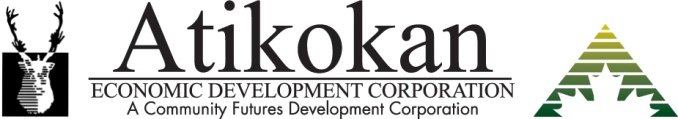 Atikokan
ECONOMIC DEVELOPMENT CORPORATION
A Community Futures Development Corporation